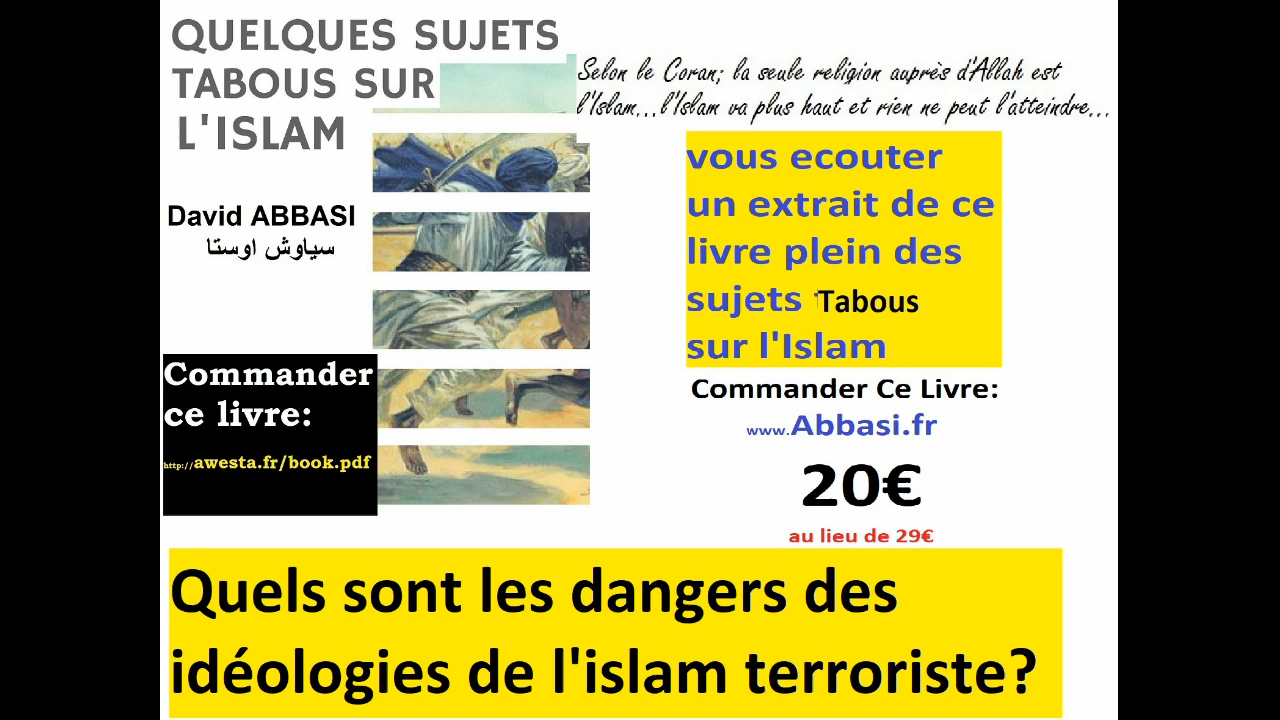 QUELQUES SUJETS
TABOUS SUR
L'ISLAM
Selon le Coran; la seule religion auprès d'Allah est
l'Islam...l'Islam va plus haut et rien ne peut l'atteindre...
David ABBASI
سیاوش اوستا
vous ecouter
un extrait de ce
livre plein des
sujets Tabous
sur l'Islam
Commander
ce livre:
http://awesta.fr/book.pdf
Commander Ce Livre:
www.Abbasi.fr
20€
au lieu de 29€
Quels sont les dangers des
idéologies de l'islam terroriste?